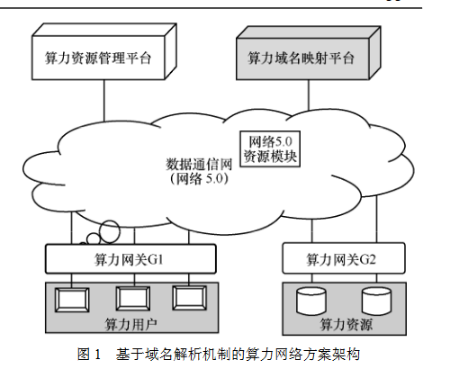 算力资源管理平台
算力域名映射平台
网络5.0
资源模块
数据通信网
(网络 5.0)
算力网关G1
算力网关G2
算力用户
算力资源
图 1 基于域名解析机制的算力网络方案架构